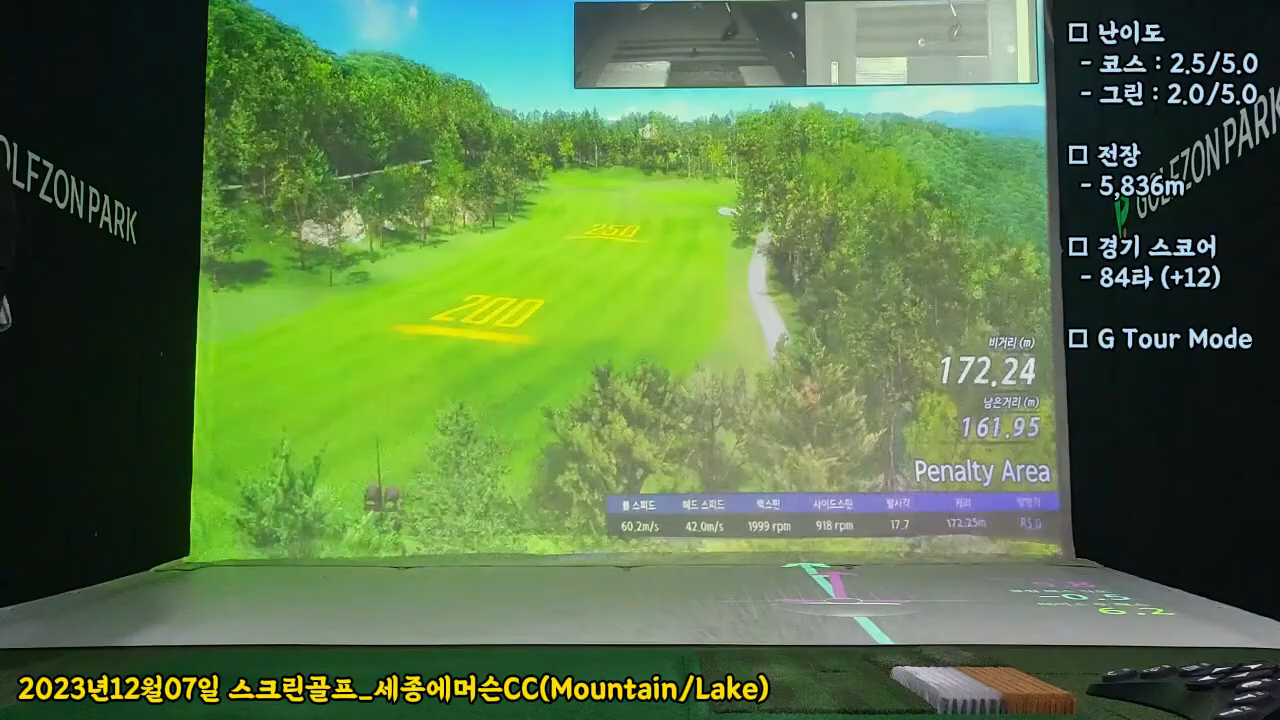 □ 난이도
- 코스 : 2.5/5.0
- 그린 : 2.0/5.0
□ 전장
- 5,836m
□ 경기 스코어
- 84타 (+12)
□ G Tour Mode
GOLFZON PARK
OLFZON PARK
250
200
비거리 (m)
172.24
남은거리 (m)
161.95
Penalty Area
볼 스피드 헤드 스피드 백스핀 사이드스핀 발사각 캐리 방향각
60.2m/s 42.0m/s 1999 rpm 918 rpm 17.7 172.25m R5.0
2023년12월07일 스크린골프_세종에머슨CC(Mountain/Lake)